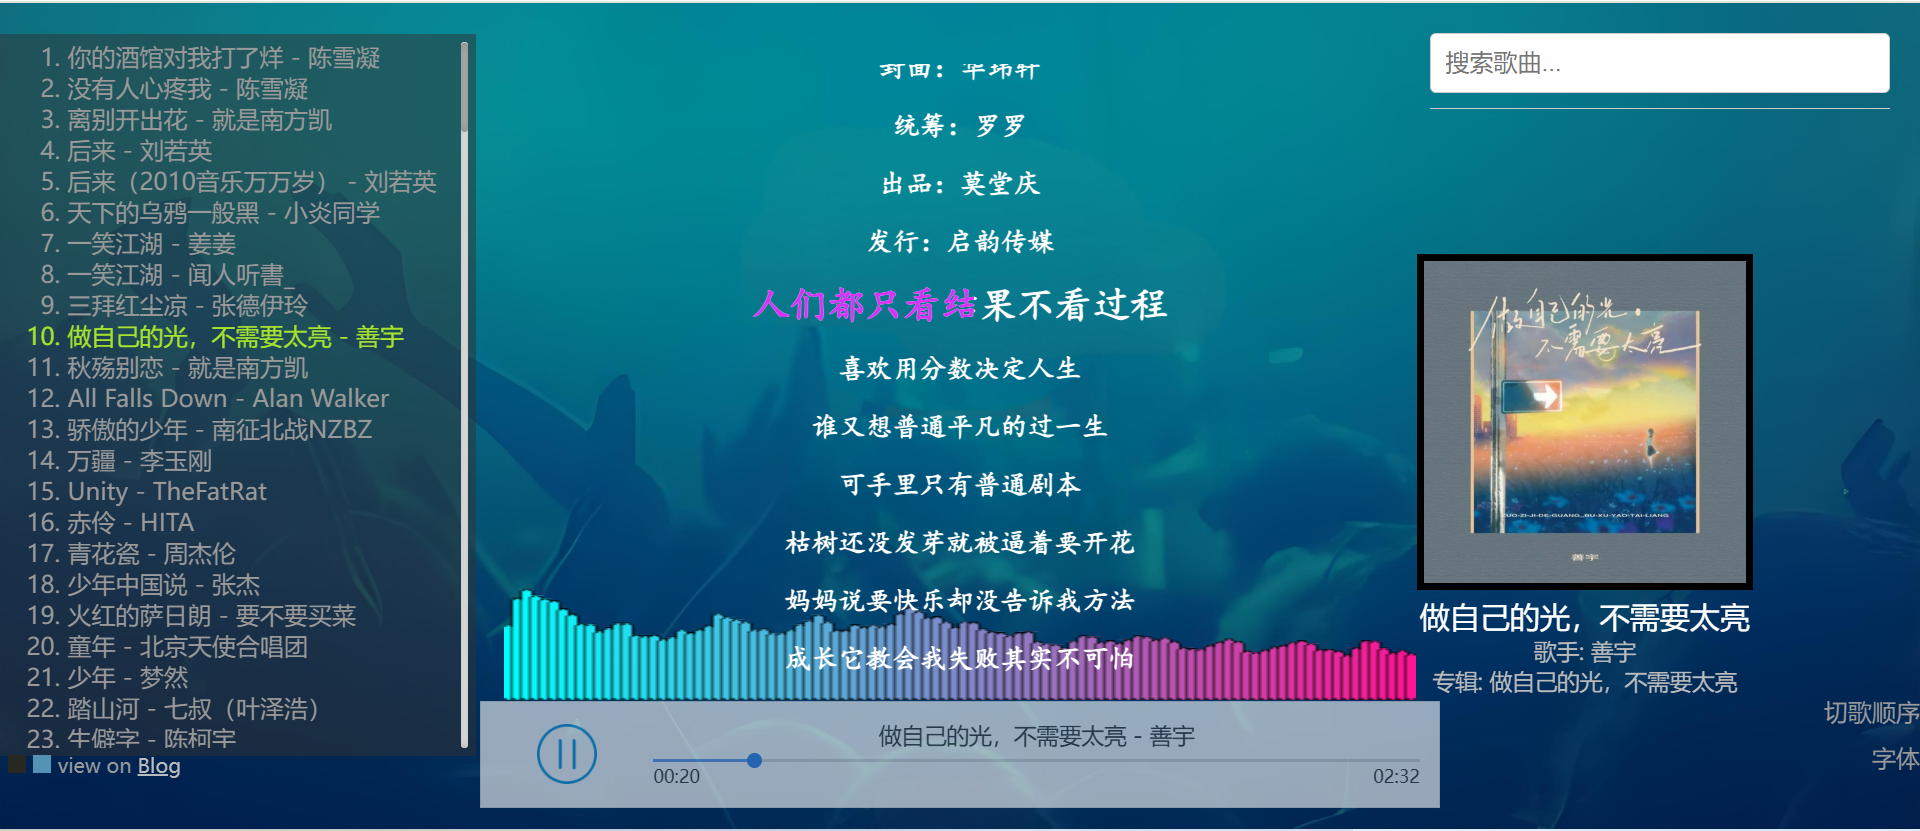 1. 你的酒馆对我打了烊 - 陈雪凝
2. 没有人心疼我 - 陈雪凝
3. 离别开出花 - 就是南方凯
4. 后来 - 刘若英
5. 后来（2010音乐万万岁） - 刘若英
6. 天下的乌鸦一般黑 - 小炎同学
7. 一笑江湖 - 姜姜
8. 一笑江湖 - 闻人听書_
9. 三拜红尘凉 - 张德伊玲
10. 做自己的光，不需要太亮 - 善宇
11. 秋殇别恋 - 就是南方凯
12. All Falls Down - Alan Walker
13. 骄傲的少年 - 南征北战NZBZ
14. 万疆 - 李玉刚
15. Unity - TheFatRat
16. 赤伶 - HITA
17. 青花瓷 - 周杰伦
18. 少年中国说 - 张杰
19. 火红的萨日朗 - 要不要买菜
20. 童年 - 北京天使合唱团
21. 少年 - 梦然
22. 踏山河 - 七叔（叶泽浩）
23. 生僻字 - 陈柯宇
view on Blog
封面：华玮轩
统筹：罗罗
出品：莫堂庆
发行：启韵传媒
人们都只看结果不看过程
喜欢用分数决定人生
谁又想普通平凡的过一生
可手里只有普通剧本
枯树还没发芽就被逼着要开花
妈妈说要快乐却没告诉我方法
成长它教会我失败其实不可怕
做自己的光，不需要太亮 - 善宇
00:20
02:32
搜索歌曲...
做自己的光。
不需要太亮
ZUO-ZI-JI-DE-GUANG_BU-XU-YAO-TAI-LIANG
善宇
做自己的光，不需要太亮
歌手: 善宇
专辑: 做自己的光，不需要太亮
切歌顺序
字体